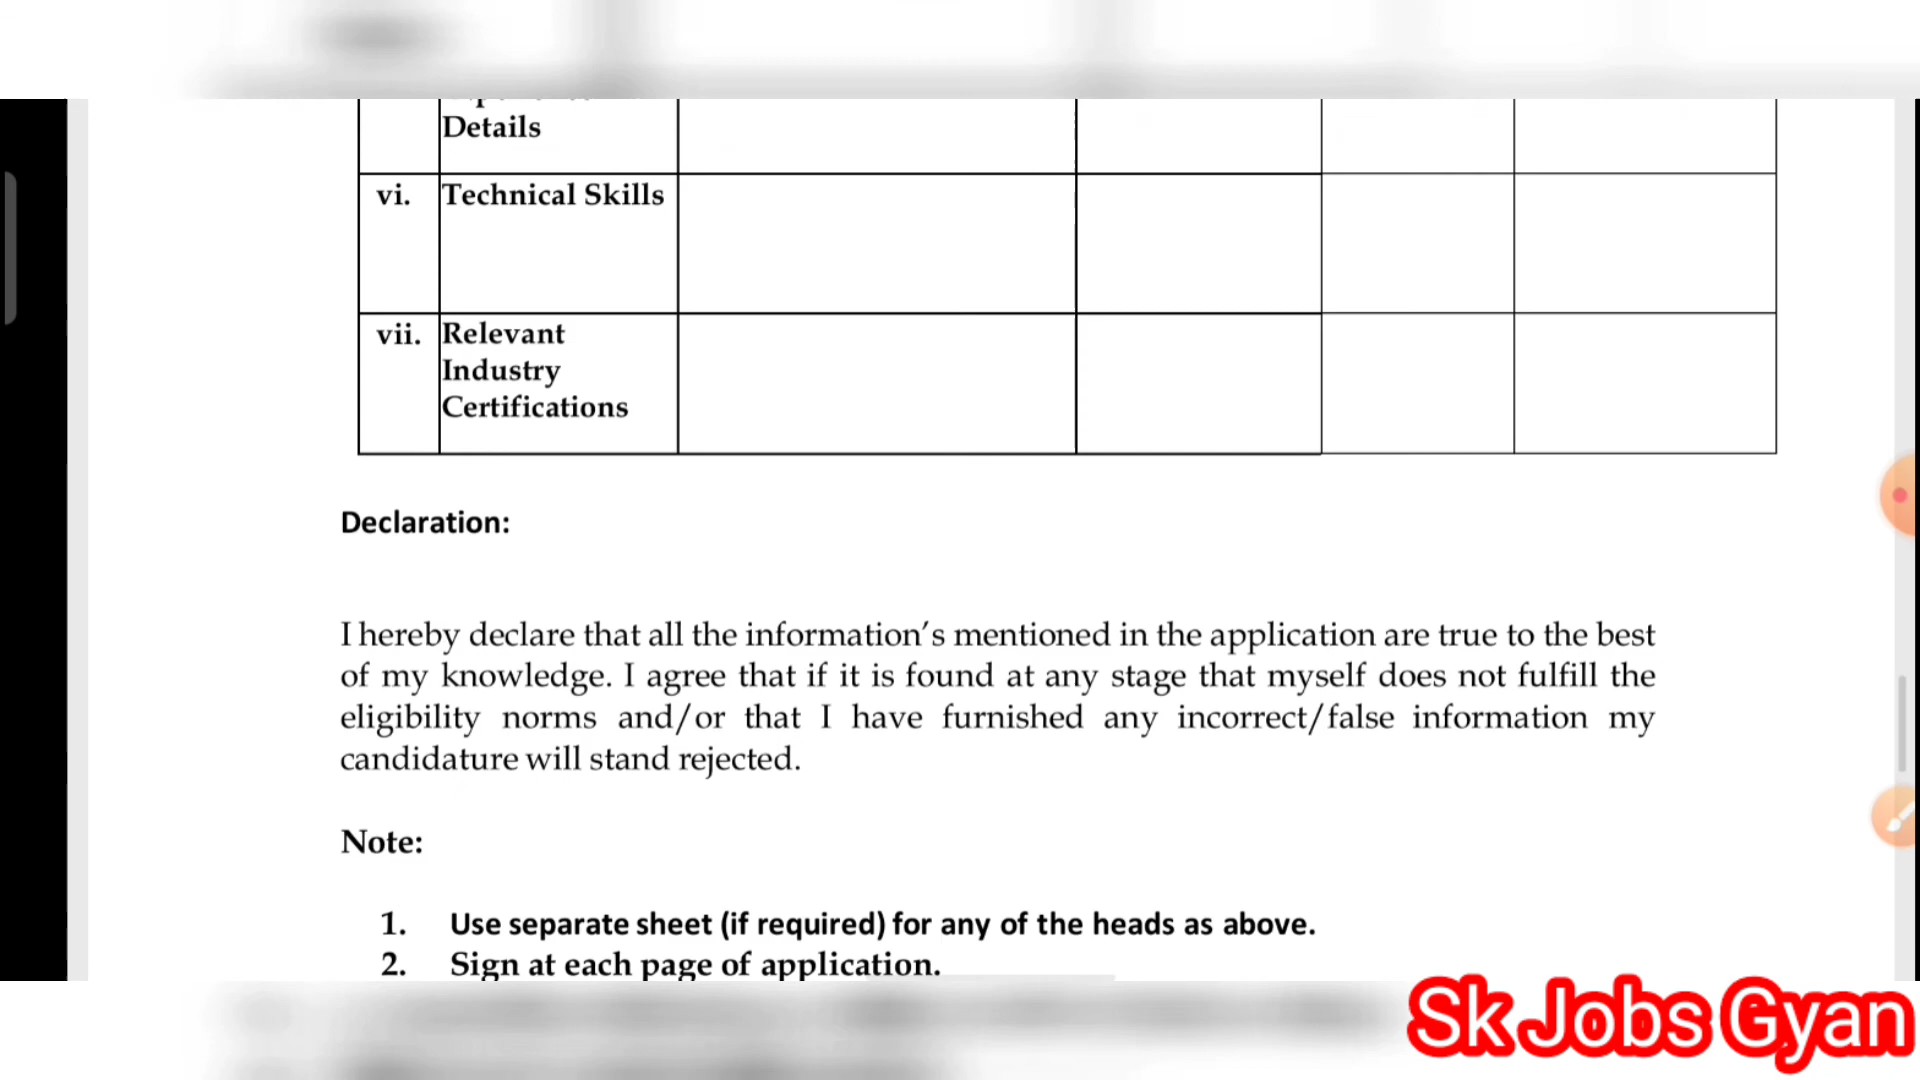 Details
vi. Technical Skills
vii. Relevant
Industry
Certifications
Declaration:
I hereby declare that all the information’s mentioned in the application are true to the best
of my knowledge. I agree that if it is found at any stage that myself does not fulfill the
eligibility norms and/or that I have furnished any incorrect/false information my
candidature will stand rejected.
Note:
1. Use separate sheet (if required) for any of the heads as above.
2. Sign at each page of application.
Sk Jobs Gyan